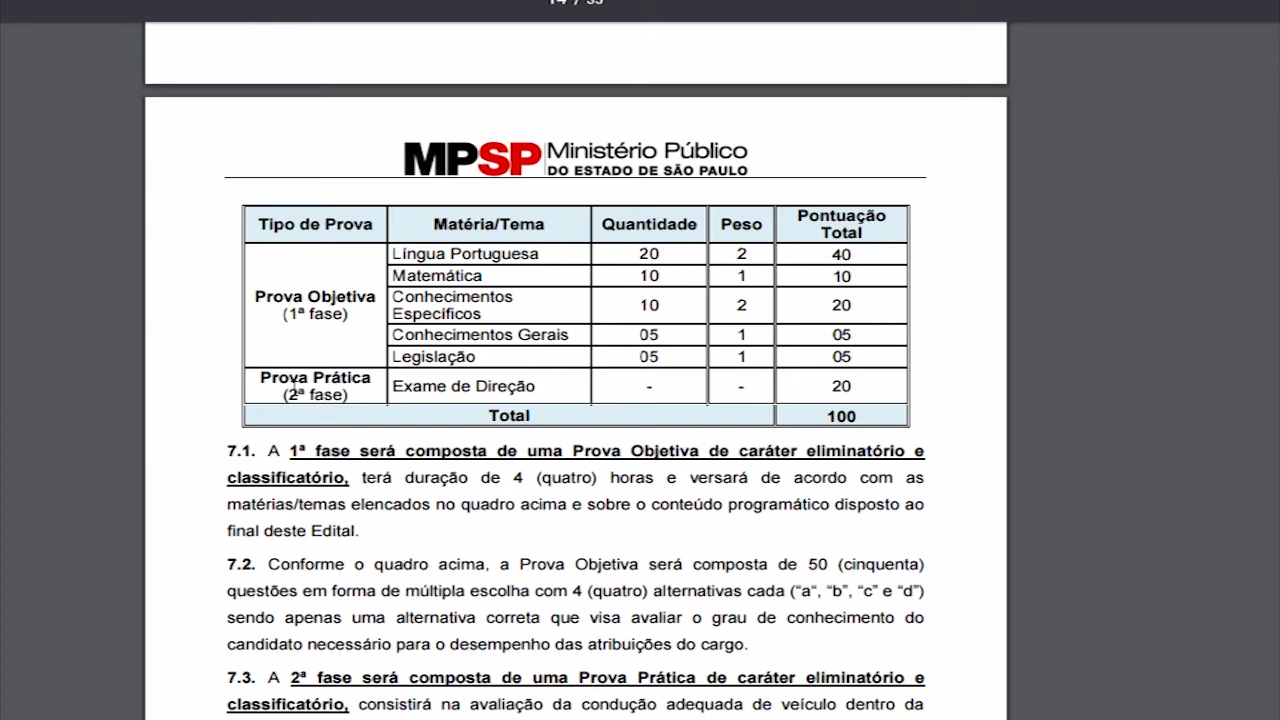 14 / 33
MPSP Ministério Público
DO ESTADO DE SÃO PAULO
Tipo de Prova Matéria/Tema Quantidade Peso Pontuação Total
Prova Objetiva (1ª fase) Língua Portuguesa 20 2 40
Matemática 10 1 10
Conhecimentos Específicos 10 2 20
Conhecimentos Gerais 05 1 05
Legislação 05 1 05
Prova Prática (2ª fase) Exame de Direção - - 20
Total 100
7.1. A 1ª fase será composta de uma Prova Objetiva de caráter eliminatório e
classificatório, terá duração de 4 (quatro) horas e versará de acordo com as
matérias/temas elencados no quadro acima e sobre o conteúdo programático disposto ao
final deste Edital.
7.2. Conforme o quadro acima, a Prova Objetiva será composta de 50 (cinquenta)
questões em forma de múltipla escolha com 4 (quatro) alternativas cada (“a“, “b”, “c” e “d”)
sendo apenas uma alternativa correta que visa avaliar o grau de conhecimento do
candidato necessário para o desempenho das atribuições do cargo.
7.3. A 2ª fase será composta de uma Prova Prática de caráter eliminatório e
classificatório, consistirá na avaliação da condução adequada de veículo dentro da